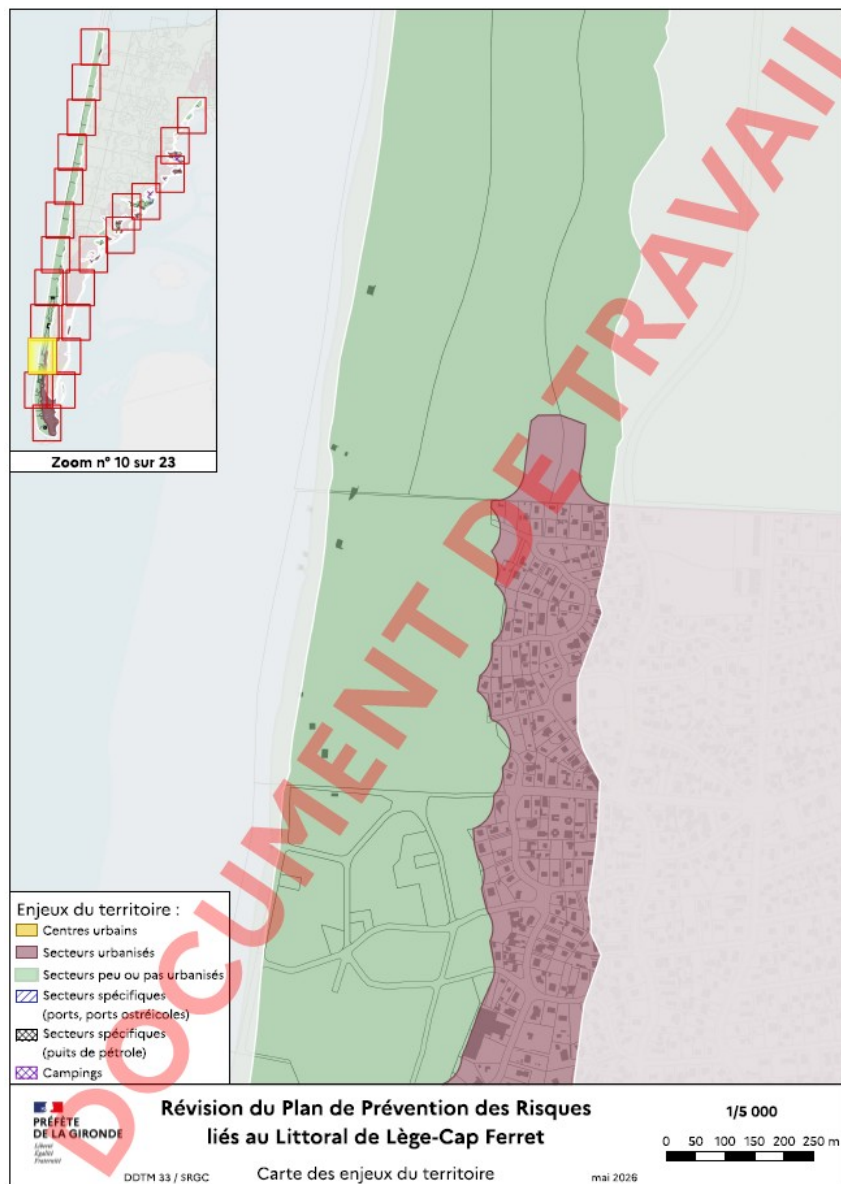 Zoom n° 10 sur 23
DOCUMENT DE TRAVAIL
Enjeux du territoire :
Centres urbains
Secteurs urbanisés
Secteurs peu ou pas urbanisés
Secteurs spécifiques
(ports, ports ostréicoles)
Secteurs spécifiques
(puits de pétrole)
Campings
PRÉFÈTE
DE LA GIRONDE
Liberté
Égalité
Fraternité
Révision du Plan de Prévention des Risques
liés au Littoral de Lège-Cap Ferret
DDTM 33 / SRGC
Carte des enjeux du territoire
mai 2026
1/5 000
0 50 100 150 200 250 m